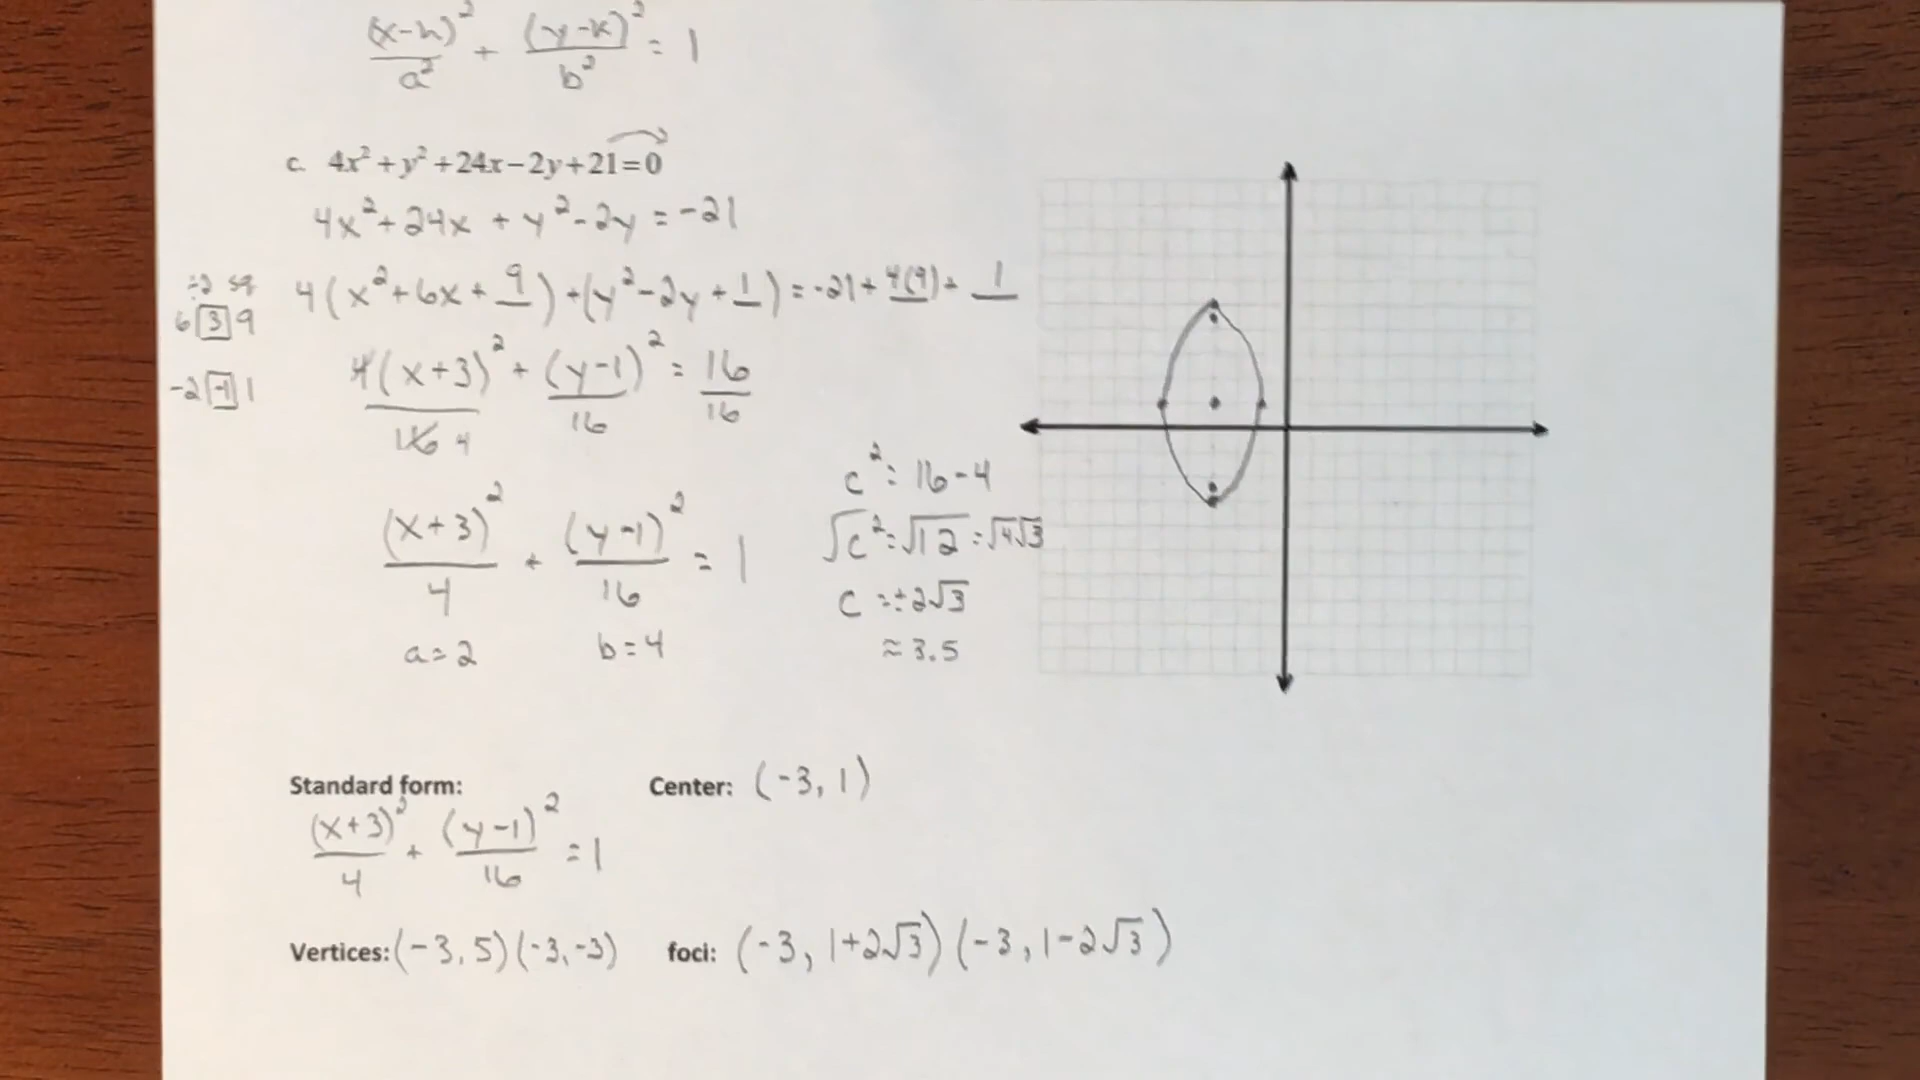 (x-h)²/a² + (y-k)²/b² = 1
c. 4x² + y² + 24x - 2y + 21 = 0
4x² + 24x + y² - 2y = -21
÷2 sq
4(x² + 6x + 9) + (y² - 2y + 1) = -21 + 4(9) + 1
6 3 9
4(x+3)²/16 4 + (y-1)²/16 = 16/16
-2 -1 1
c² = 16 - 4
(x+3)²/4 + (y-1)²/16 = 1
√c² = √12 = √4√3
c = ±2√3
a = 2 b = 4
≈ 3.5
Standard form: Center: (-3, 1)
(x+3)²/4 + (y-1)²/16 = 1
Vertices: (-3, 5) (-3, -3) foci: (-3, 1+2√3) (-3, 1-2√3)